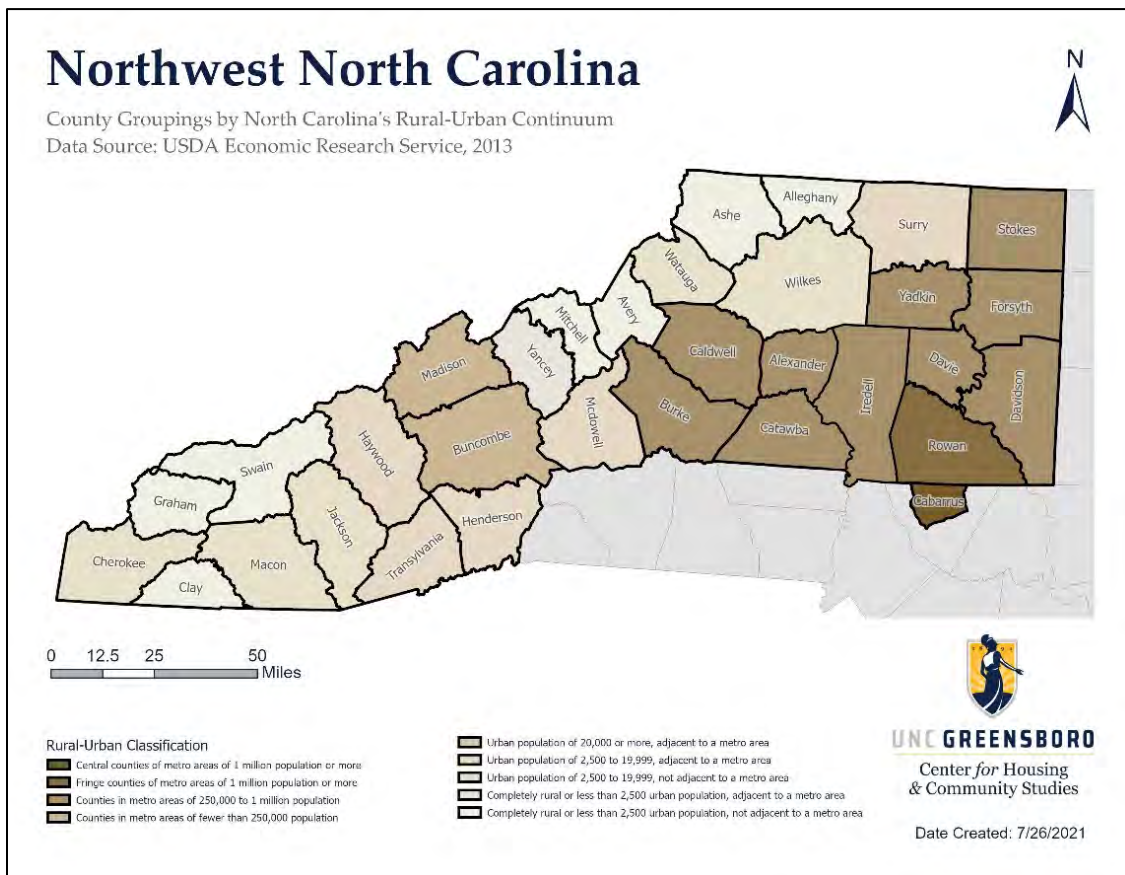 Northwest North Carolina
County Groupings by North Carolina's Rural-Urban Continuum
Data Source: USDA Economic Research Service, 2013
N
Ashe
Alleghany
Surry
Stokes
Watauga
Wilkes
Yadkin
Forsyth
Avery
Mitchell
Yancey
Madison
Caldwell
Alexander
Iredell
Davie
Davidson
Buncombe
Mcdowell
Burke
Catawba
Rowan
Haywood
Swain
Graham
Cabarrus
Jackson
Henderson
Transylvania
Cherokee
Macon
Clay
0 12.5 25 50
Miles
Rural-Urban Classification
Central counties of metro areas of 1 million population or more
Fringe counties of metro areas of 1 million population or more
Counties in metro areas of 250,000 to 1 million population
Counties in metro areas of fewer than 250,000 population
Urban population of 20,000 or more, adjacent to a metro area
Urban population of 2,500 to 19,999, adjacent to a metro area
Urban population of 2,500 to 19,999, not adjacent to a metro area
Completely rural or less than 2,500 urban population, adjacent to a metro area
Completely rural or less than 2,500 urban population, not adjacent to a metro area
1891
UNC GREENSBORO
Center for Housing
& Community Studies
Date Created: 7/26/2021